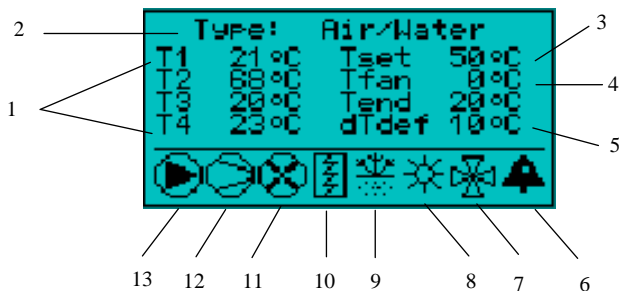 Type: Air/Water
T1 21°C Tset 50°C
T2 68°C Tfan 0°C
T3 20°C Tend 20°C
T4 23°C dTdef 10°C
2
1
3
4
5
13 12 11 10 9 8 7 6